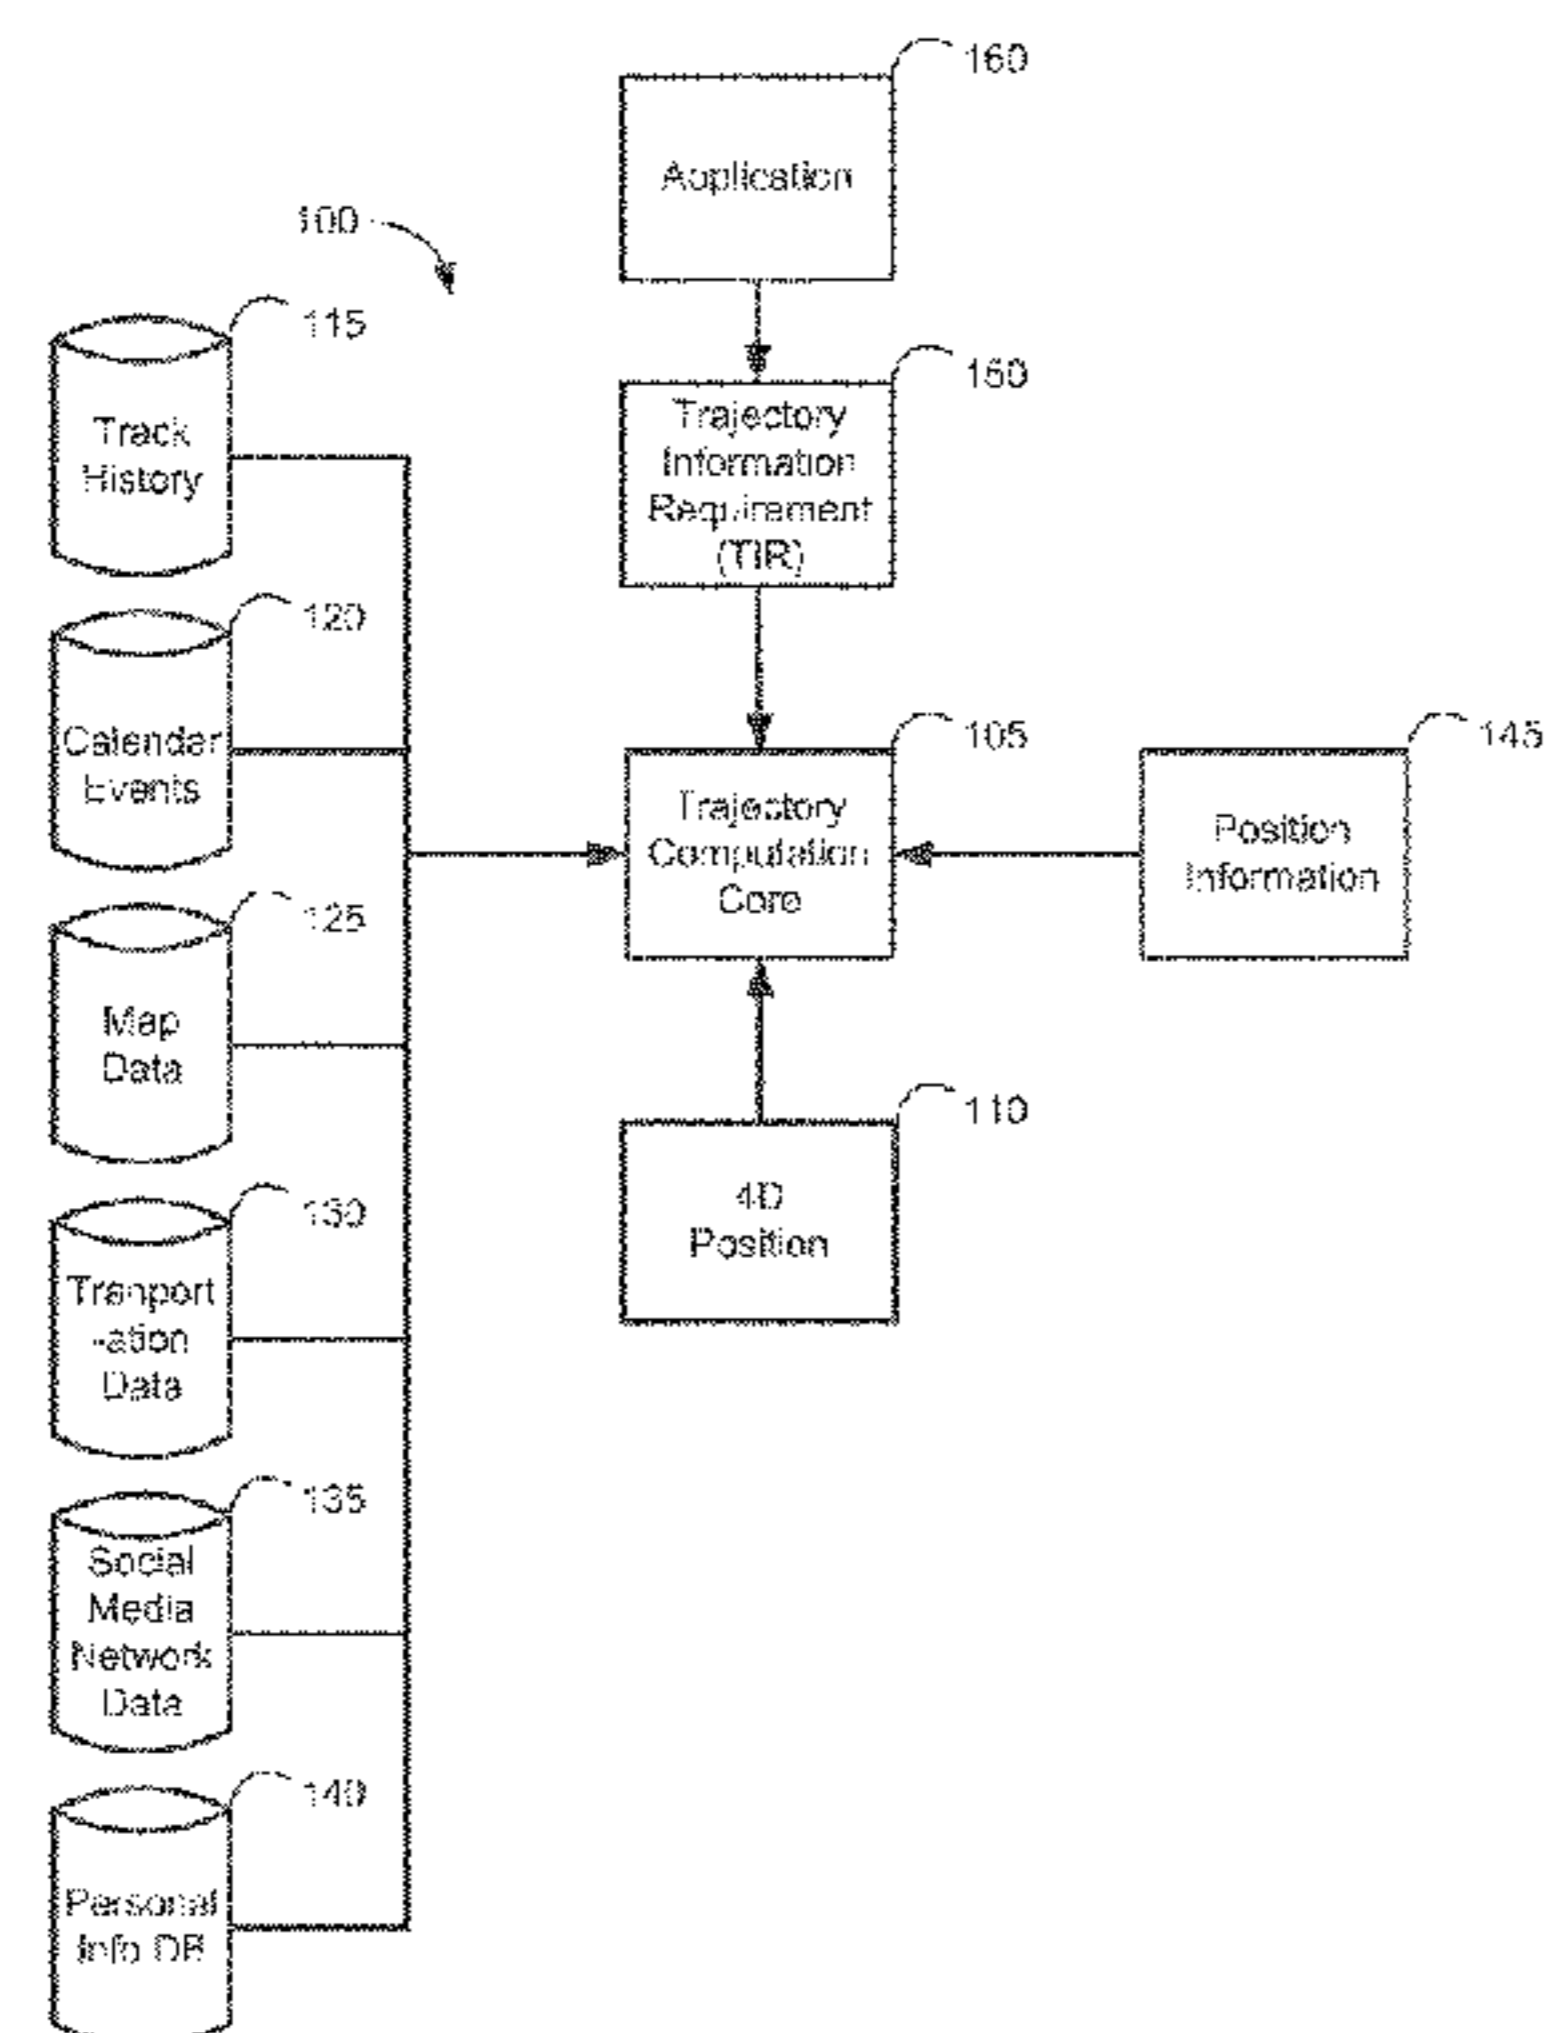 160
Application
100
115
Track
History
150
Trajectory
Information
Requirement
(TIR)
120
Calendar
Events
105
Trajectory
Computation
Core
145
Position
Information
125
Map
Data
110
4D
Position
130
Tranport
-ation
Data
135
Social
Media
Network
Data
140
Personal
Info DB